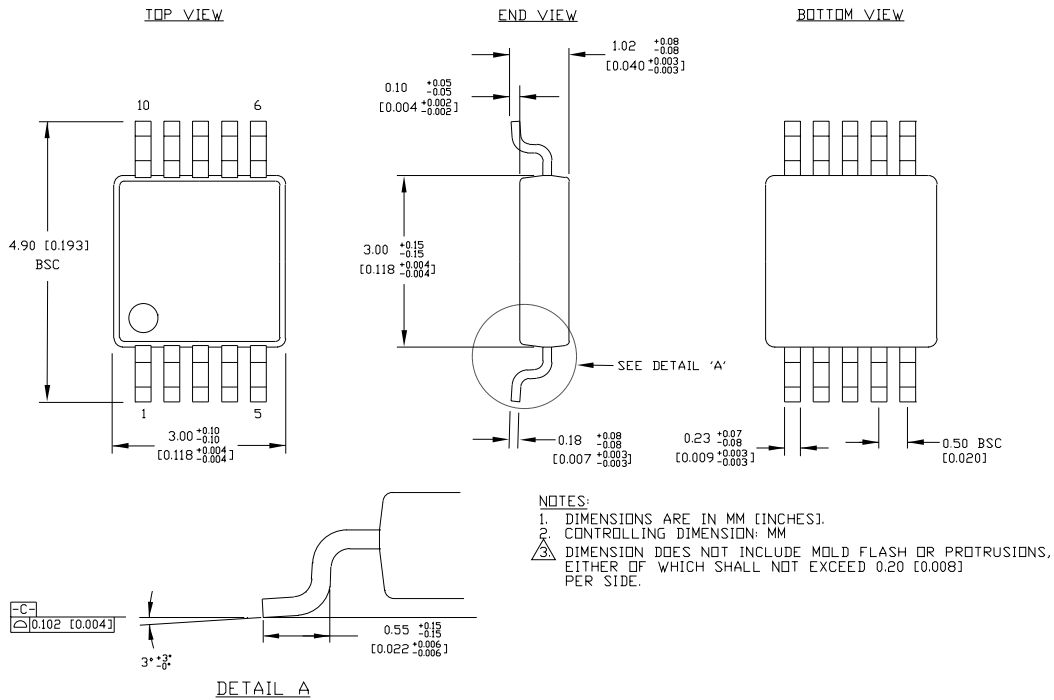 TOP VIEW
END VIEW
BOTTOM VIEW
1.02 +0.08 -0.08
[0.040 +0.003 -0.003]
0.10 +0.05 -0.05
[0.004 +0.002 -0.002]
10
6
4.90 [0.193]
BSC
3.00 +0.15 -0.15
[0.118 +0.004 -0.004]
SEE DETAIL 'A'
1
5
3.00 +0.10 -0.10
[0.118 +0.004 -0.004]
0.18 +0.08 -0.08
[0.007 +0.003 -0.003]
0.23 +0.07 -0.08
[0.009 +0.003 -0.003]
0.50 BSC
[0.020]
NOTES:
1. DIMENSIONS ARE IN MM [INCHES].
2. CONTROLLING DIMENSION: MM
3. DIMENSION DOES NOT INCLUDE MOLD FLASH OR PROTRUSIONS,
EITHER OF WHICH SHALL NOT EXCEED 0.20 [0.008]
PER SIDE.
-C-
0.102 [0.004]
3° +3° -0°
0.55 +0.15 -0.15
[0.022 +0.006 -0.006]
DETAIL A